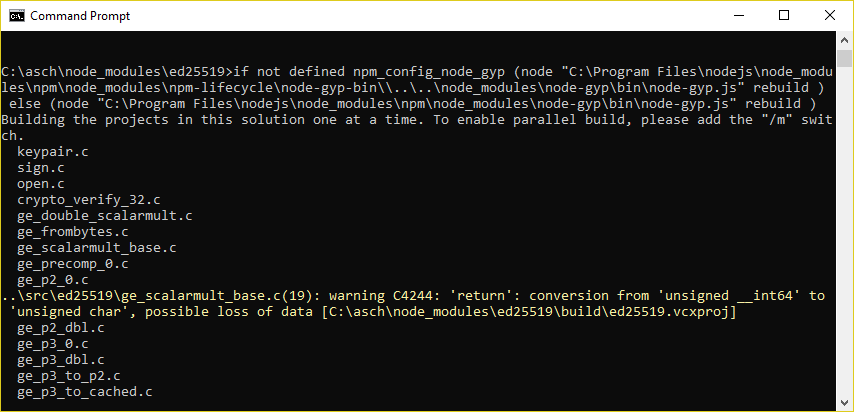 Command Prompt
C:\asch\node_modules\ed25519>if not defined npm_config_node_gyp (node "C:\Program Files\nodejs\node_modu
les\npm\node_modules\npm-lifecycle\node-gyp-bin\\..\..\node_modules\node-gyp\bin\node-gyp.js" rebuild )
 else (node "C:\Program Files\nodejs\node_modules\npm\node_modules\node-gyp\bin\node-gyp.js" rebuild )
Building the projects in this solution one at a time. To enable parallel build, please add the "/m" swit
ch.
  keypair.c
  sign.c
  open.c
  crypto_verify_32.c
  ge_double_scalarmult.c
  ge_frombytes.c
  ge_scalarmult_base.c
  ge_precomp_0.c
  ge_p2_0.c
..\src\ed25519\ge_scalarmult_base.c(19): warning C4244: 'return': conversion from 'unsigned __int64' to
 'unsigned char', possible loss of data [C:\asch\node_modules\ed25519\build\ed25519.vcxproj]
  ge_p2_dbl.c
  ge_p3_0.c
  ge_p3_dbl.c
  ge_p3_to_p2.c
  ge_p3_to_cached.c